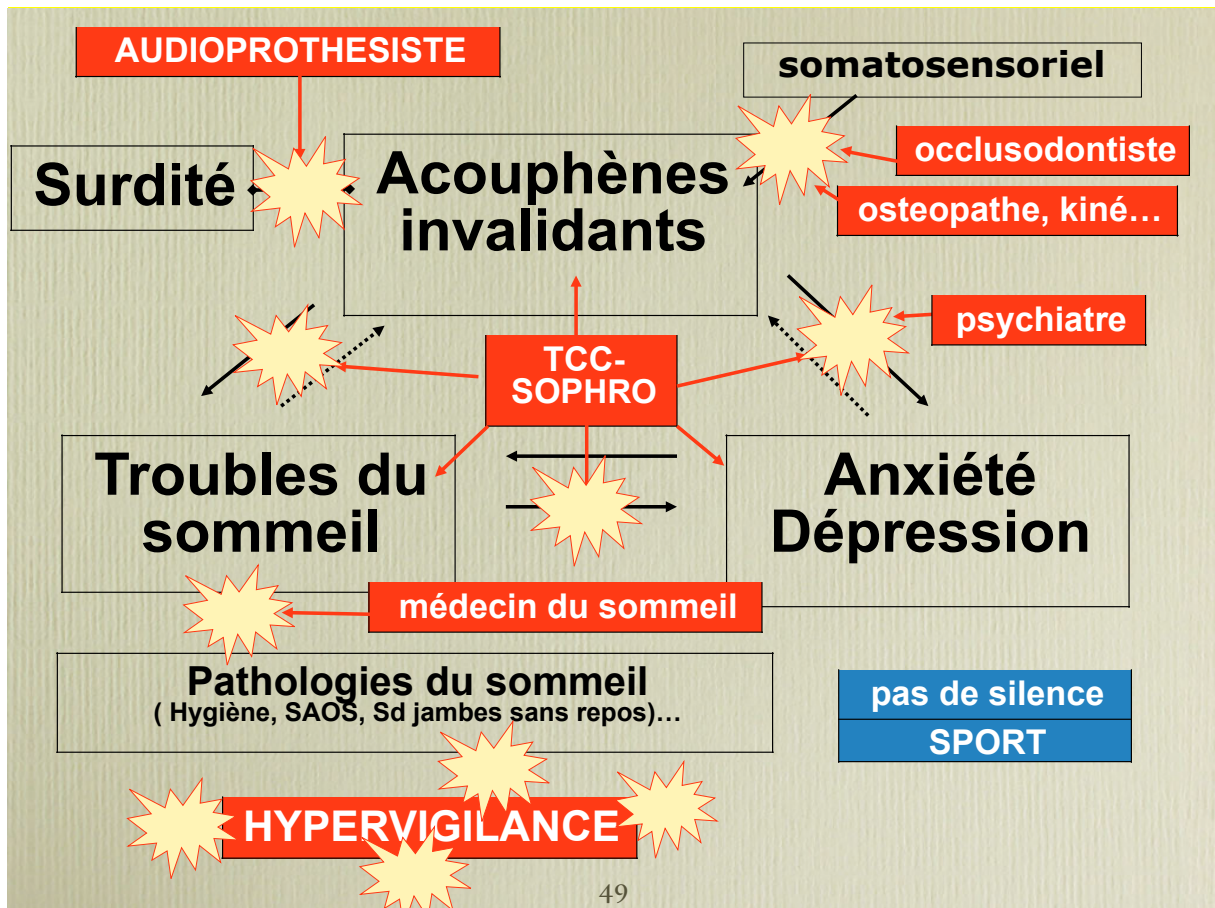 AUDIOPROTHESISTE
somatosensoriel
Surdité
Acouphènes
invalidants
occlusodontiste
osteopathe, kiné…
psychiatre
TCC-
SOPHRO
Troubles du
sommeil
Anxiété
Dépression
médecin du sommeil
Pathologies du sommeil
( Hygiène, SAOS, Sd jambes sans repos)…
pas de silence
SPORT
HYPERVIGILANCE
49